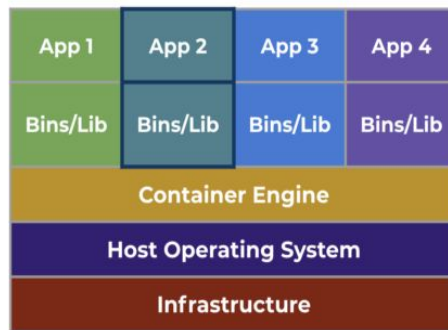 App 1 App 2 App 3 App 4
Bins/Lib Bins/Lib Bins/Lib Bins/Lib
Container Engine
Host Operating System
Infrastructure